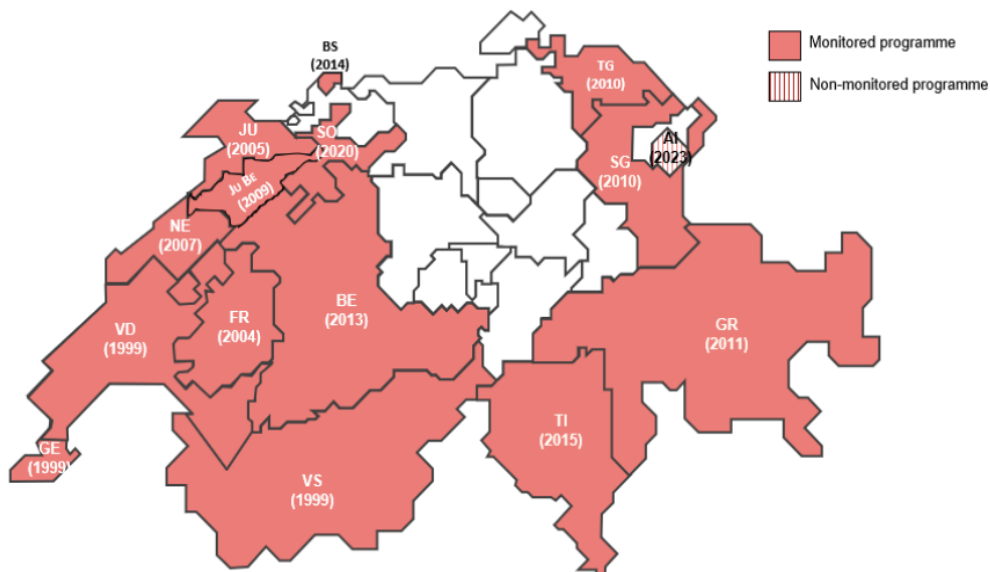 BS
(2014)
Monitored programme
Non-monitored programme
TG
(2010)
JU
(2005)
SO
(2020)
AI
(2023)
SG
(2010)
Ju Be
(2009)
NE
(2007)
BE
(2013)
FR
(2004)
VD
(1999)
GR
(2011)
TI
(2015)
GE
(1999)
VS
(1999)